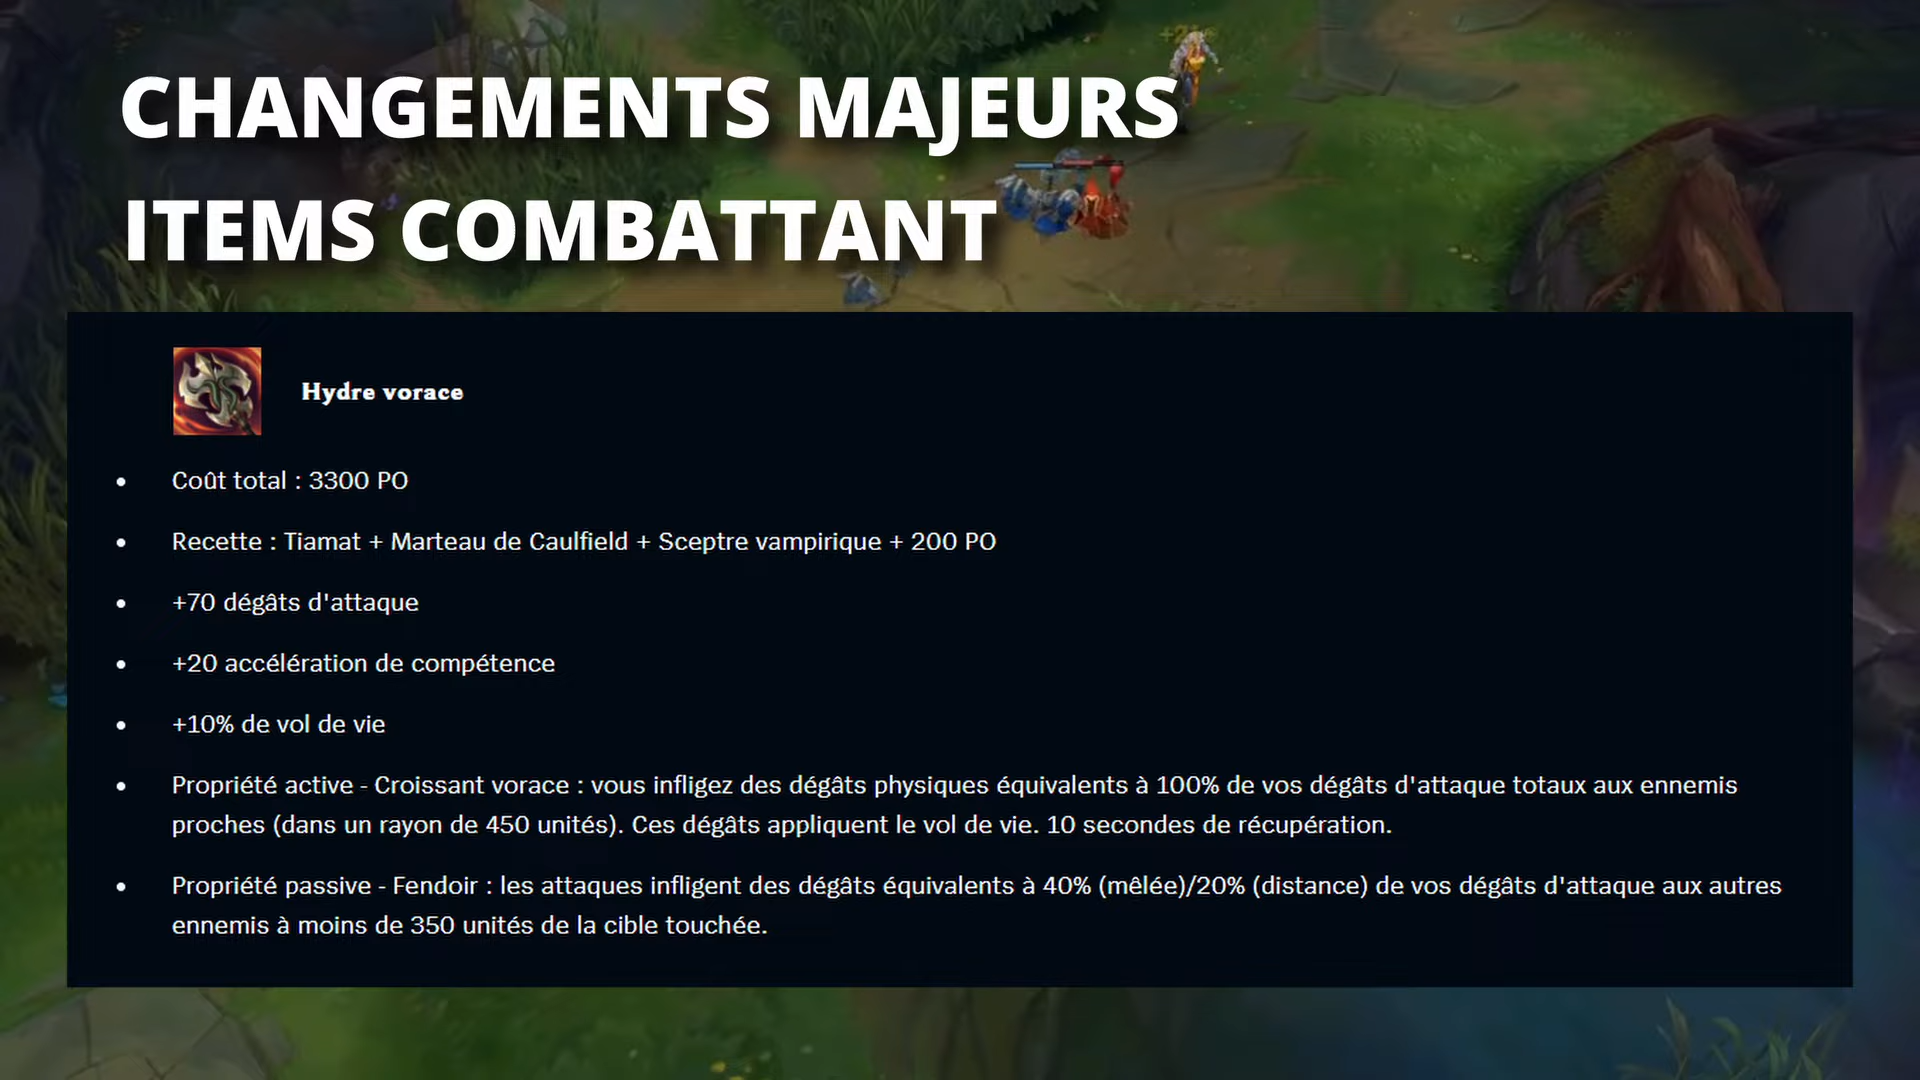 CHANGEMENTS MAJEURS
ITEMS COMBATTANT
Hydre vorace
• Coût total : 3300 PO
• Recette : Tiamat + Marteau de Caulfield + Sceptre vampirique + 200 PO
• +70 dégâts d'attaque
• +20 accélération de compétence
• +10% de vol de vie
• Propriété active - Croissant vorace : vous infligez des dégâts physiques équivalents à 100% de vos dégâts d'attaque totaux aux ennemis
proches (dans un rayon de 450 unités). Ces dégâts appliquent le vol de vie. 10 secondes de récupération.
• Propriété passive - Fendoir : les attaques infligent des dégâts équivalents à 40% (mêlée)/20% (distance) de vos dégâts d'attaque aux autres
ennemis à moins de 350 unités de la cible touchée.